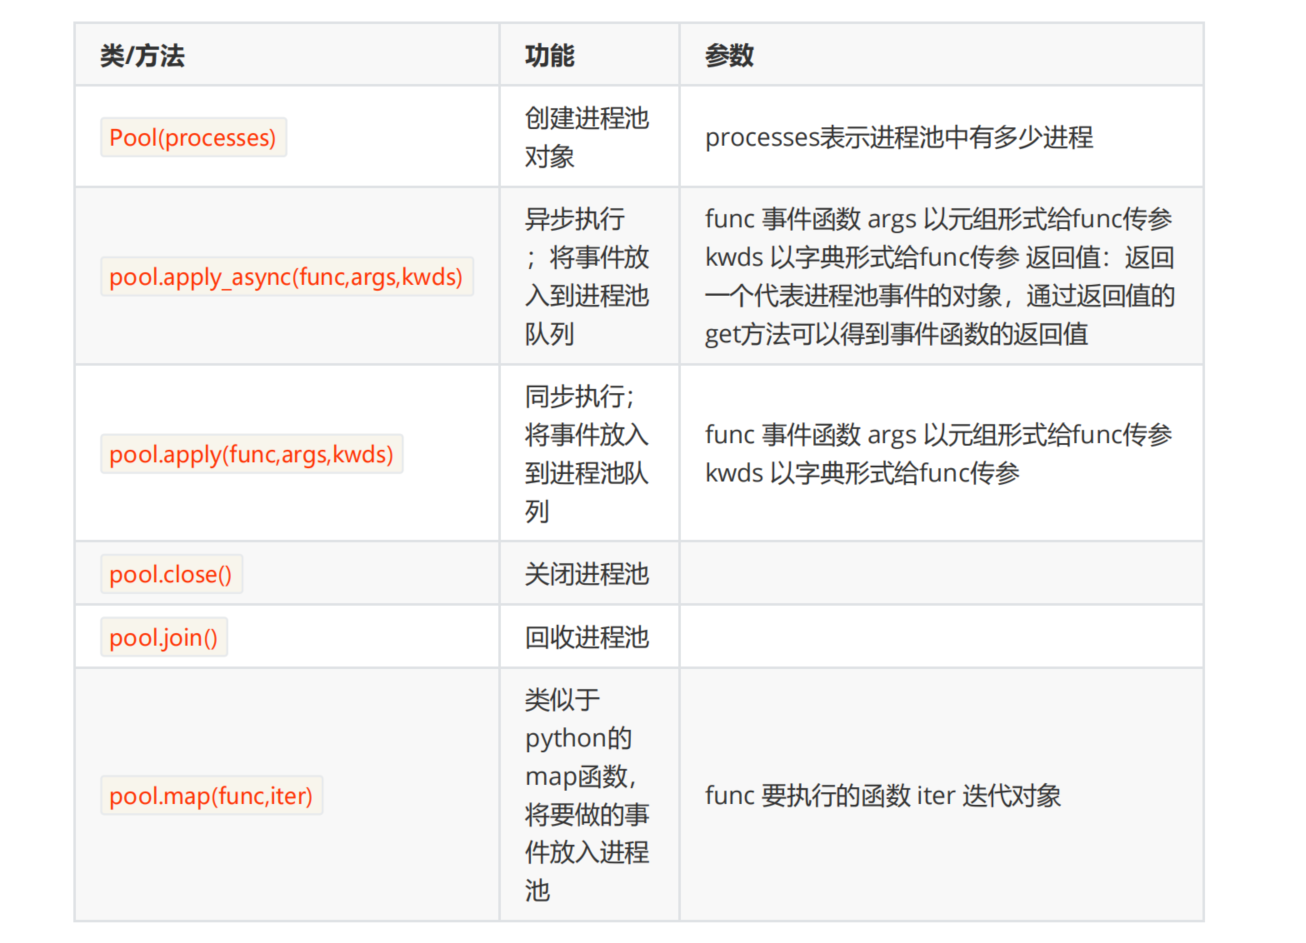 类/方法
功能
参数
Pool(processes)
创建进程池
对象
processes表示进程池中有多少进程
pool.apply_async(func,args,kwds)
异步执行
；将事件放
入到进程池
队列
func 事件函数 args 以元组形式给func传参
kwds 以字典形式给func传参 返回值：返回
一个代表进程池事件的对象，通过返回值的
get方法可以得到事件函数的返回值
pool.apply(func,args,kwds)
同步执行；
将事件放入
到进程池队
列
func 事件函数 args 以元组形式给func传参
kwds 以字典形式给func传参
pool.close()
关闭进程池
pool.join()
回收进程池
pool.map(func,iter)
类似于
python的
map函数，
将要做的事
件放入进程
池
func 要执行的函数 iter 迭代对象